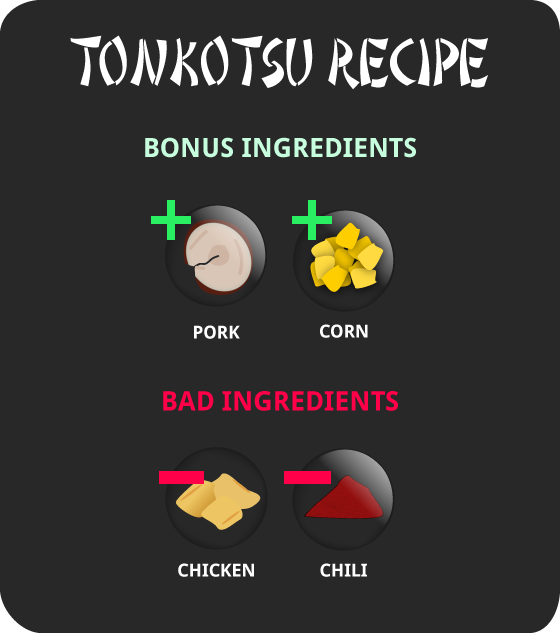 TONKOTSU RECIPE
BONUS INGREDIENTS
PORK CORN
BAD INGREDIENTS
CHICKEN CHILI